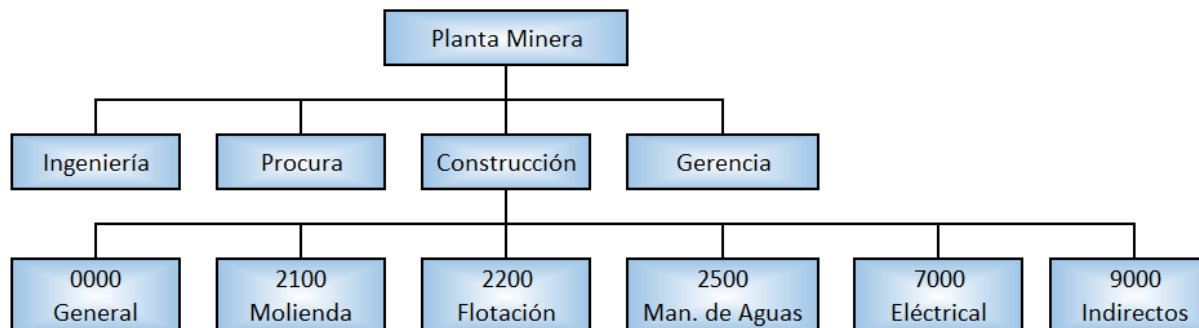 Planta Minera
Ingeniería
Procura
Construcción
Gerencia
0000
General
2100
Molienda
2200
Flotación
2500
Man. de Aguas
7000
Eléctrical
9000
Indirectos